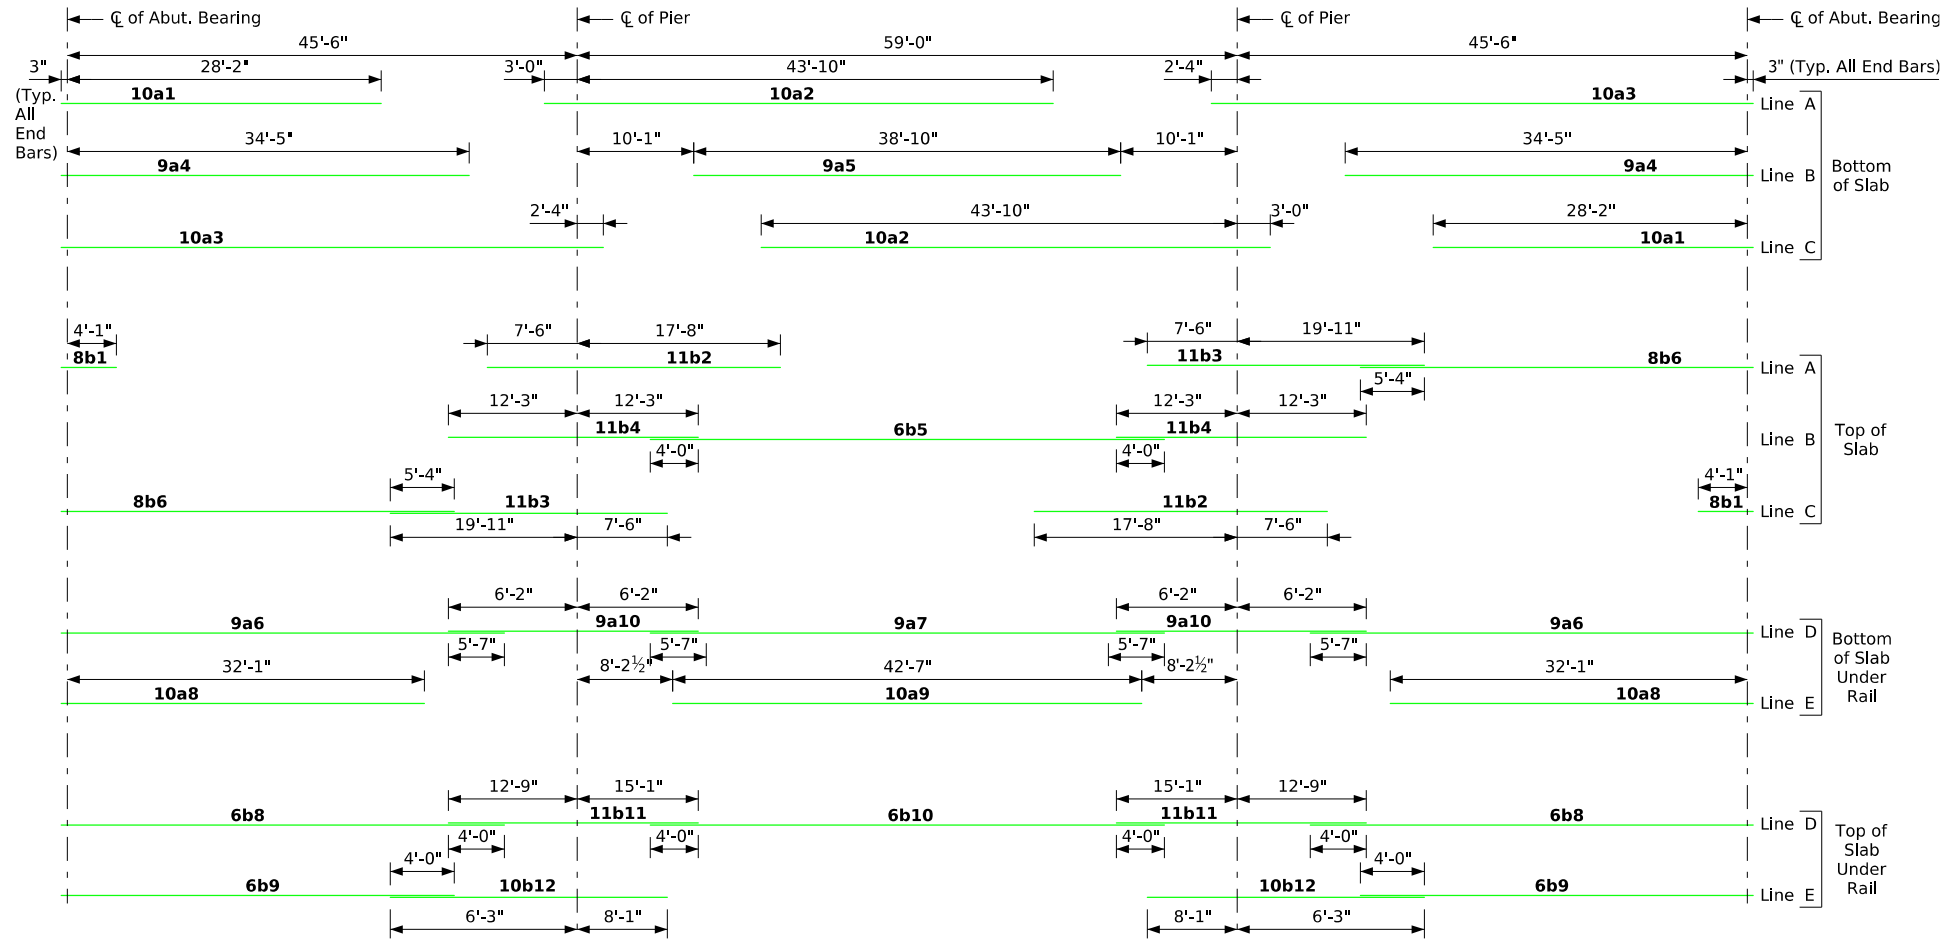 ℄ of Abut. Bearing
℄ of Pier
℄ of Pier
℄ of Abut. Bearing
45'-6"
59'-0"
45'-6"
3"
28'-2"
3'-0"
43'-10"
2'-4"
3" (Typ. All End Bars)
(Typ.
All
End
Bars)
10a1
10a2
10a3
Line A
34'-5"
10'-1"
38'-10"
10'-1"
34'-5"
9a4
9a5
9a4
Line B
Bottom
of Slab
2'-4"
43'-10"
3'-0"
28'-2"
10a3
10a2
10a1
Line C
4'-1"
7'-6"
17'-8"
7'-6"
19'-11"
8b1
11b2
11b3
8b6
Line A
5'-4"
12'-3"
12'-3"
12'-3"
12'-3"
11b4
6b5
11b4
Line B
Top of
Slab
4'-0"
4'-0"
5'-4"
4'-1"
8b6
11b3
11b2
8b1
Line C
19'-11"
7'-6"
17'-8"
7'-6"
6'-2"
6'-2"
6'-2"
6'-2"
9a6
9a10
9a7
9a10
9a6
Line D
5'-7"
5'-7"
5'-7"
5'-7"
Bottom
of Slab
Under
Rail
32'-1"
8'-2½"
42'-7"
8'-2½"
32'-1"
10a8
10a9
10a8
Line E
12'-9"
15'-1"
15'-1"
12'-9"
6b8
11b11
6b10
11b11
6b8
Line D
4'-0"
4'-0"
4'-0"
4'-0"
Top of
Slab
Under
Rail
4'-0"
4'-0"
6b9
10b12
10b12
6b9
Line E
6'-3"
8'-1"
8'-1"
6'-3"